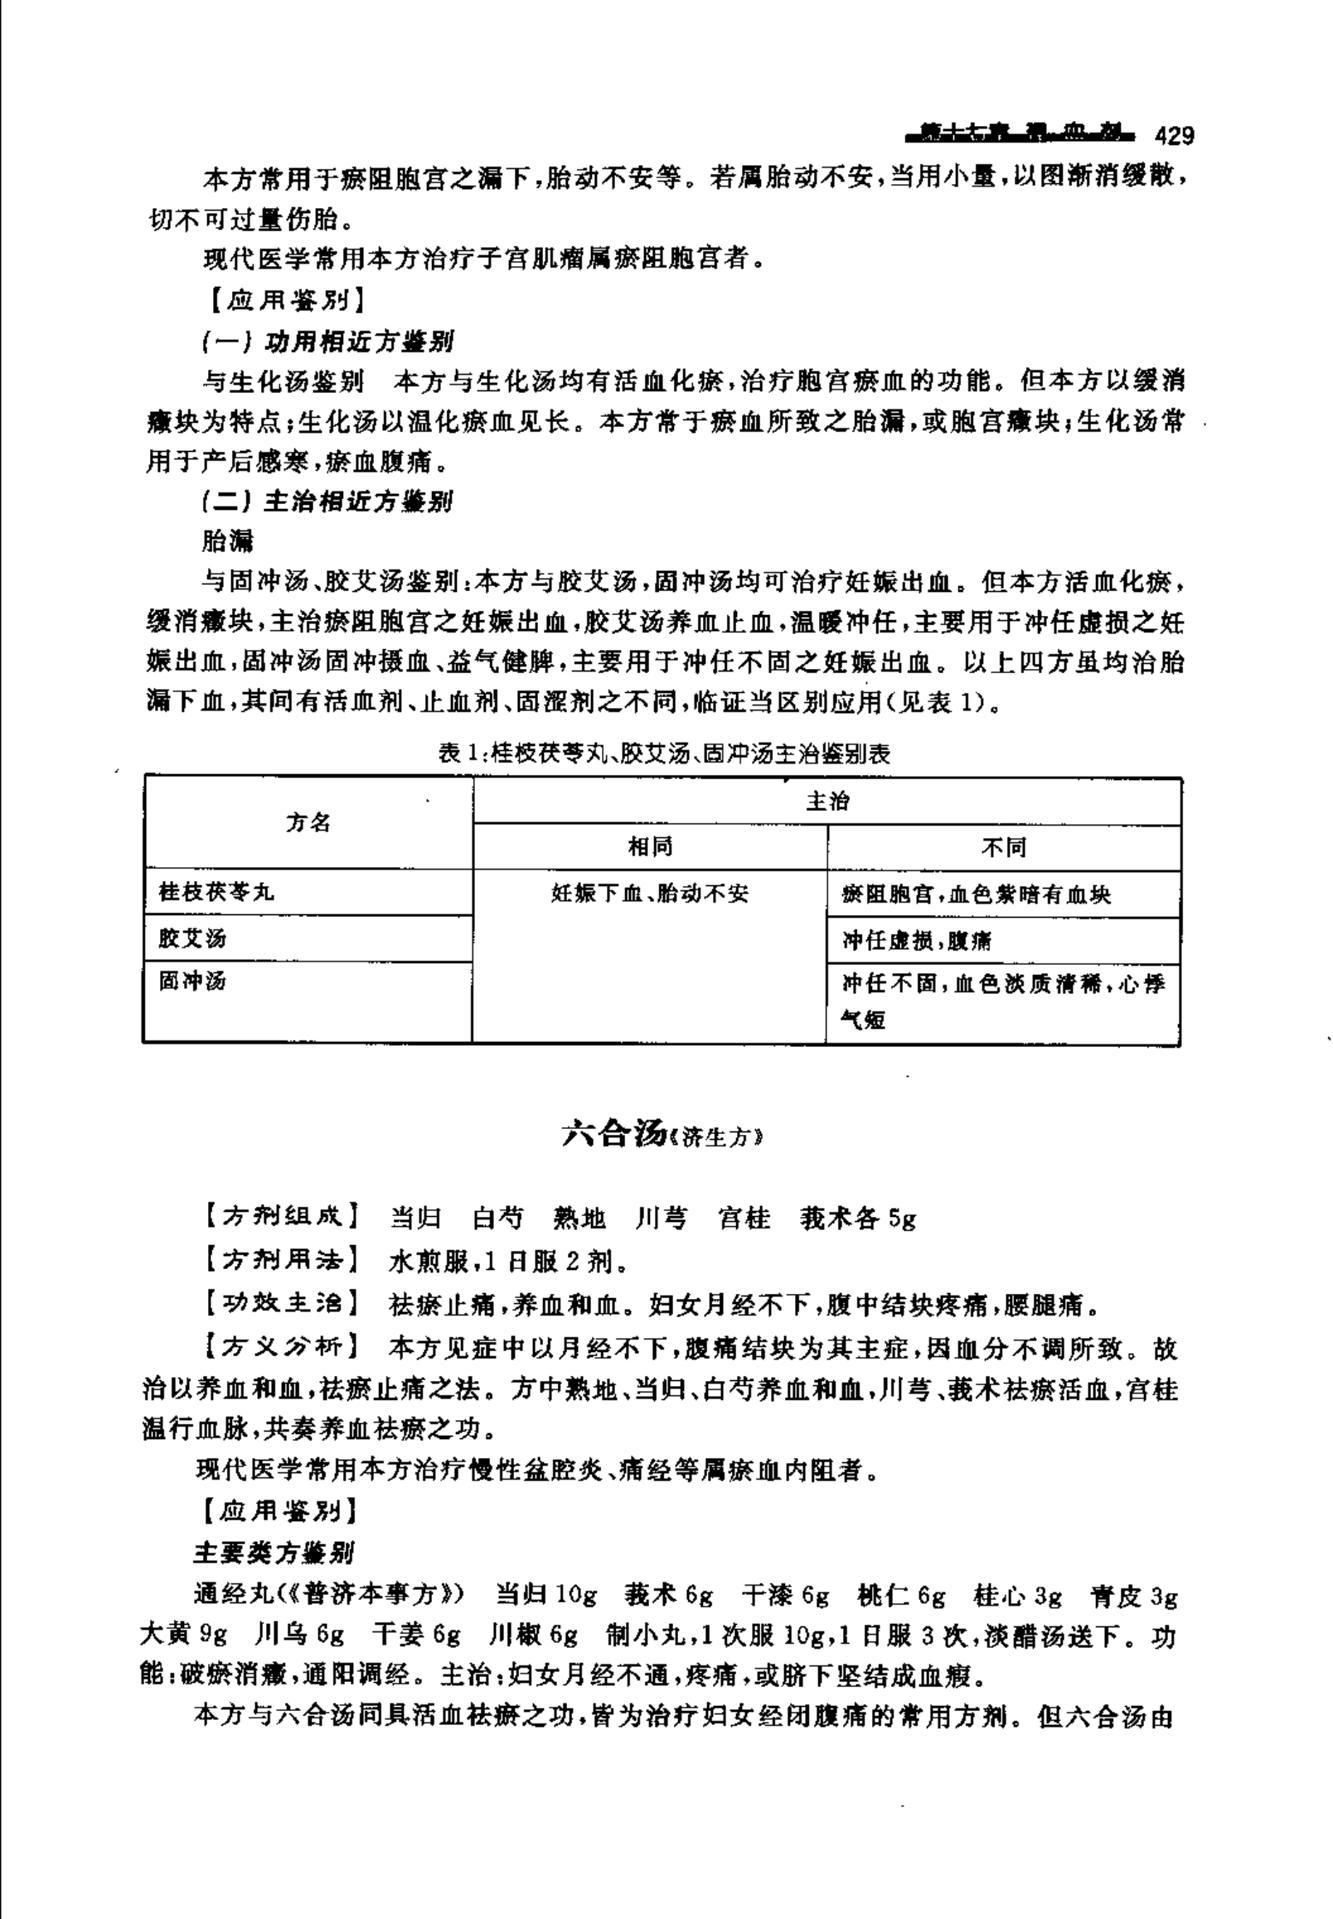 第十七章 理血剂 429
本方常用于瘀阻胞宫之漏下,胎动不安等。若属胎动不安,当用小量,以图渐消缓散,
切不可过量伤胎。
现代医学常用本方治疗子宫肌瘤属瘀阻胞宫者。
【应用鉴别】
(一)功用相近方鉴别
与生化汤鉴别 本方与生化汤均有活血化瘀,治疗胞宫瘀血的功能。但本方以缓消
癥块为特点;生化汤以温化瘀血见长。本方常于瘀血所致之胎漏,或胞宫癥块;生化汤常
用于产后感寒,瘀血腹痛。
(二)主治相近方鉴别
胎漏
与固冲汤、胶艾汤鉴别:本方与胶艾汤,固冲汤均可治疗妊娠出血。但本方活血化瘀,
缓消癥块,主治瘀阻胞宫之妊娠出血,胶艾汤养血止血,温暖冲任,主要用于冲任虚损之妊
娠出血,固冲汤固冲摄血、益气健脾,主要用于冲任不固之妊娠出血。以上四方虽均治胎
漏下血,其间有活血剂、止血剂、固涩剂之不同,临证当区别应用(见表1)。
表1:桂枝茯苓丸、胶艾汤、固冲汤主治鉴别表
方名 主治
相同 不同
桂枝茯苓丸 妊娠下血、胎动不安 瘀阻胞宫,血色紫暗有血块
胶艾汤 冲任虚损,腹痛
固冲汤 冲任不固,血色淡质清稀,心悸
气短
六合汤《济生方》
【方剂组成】 当归 白芍 熟地 川芎 官桂 莪术各5g
【方剂用法】 水煎服,1日服2剂。
【功效主治】 祛瘀止痛,养血和血。妇女月经不下,腹中结块疼痛,腰腿痛。
【方义分析】 本方见症中以月经不下,腹痛结块为其主症,因血分不调所致。故
治以养血和血,祛瘀止痛之法。方中熟地、当归、白芍养血和血,川芎、莪术祛瘀活血,官桂
温行血脉,共奏养血祛瘀之功。
现代医学常用本方治疗慢性盆腔炎、痛经等属瘀血内阻者。
【应用鉴别】
主要类方鉴别
通经丸(《普济本事方》) 当归10g 莪术6g 干漆6g 桃仁6g 桂心3g 青皮3g
大黄9g 川乌6g 干姜6g 川椒6g 制小丸,1次服10g,1日服3次,淡醋汤送下。功
能:破瘀消癥,通阳调经。主治:妇女月经不通,疼痛,或脐下坚结成血瘕。
本方与六合汤同具活血祛瘀之功,皆为治疗妇女经闭腹痛的常用方剂。但六合汤由